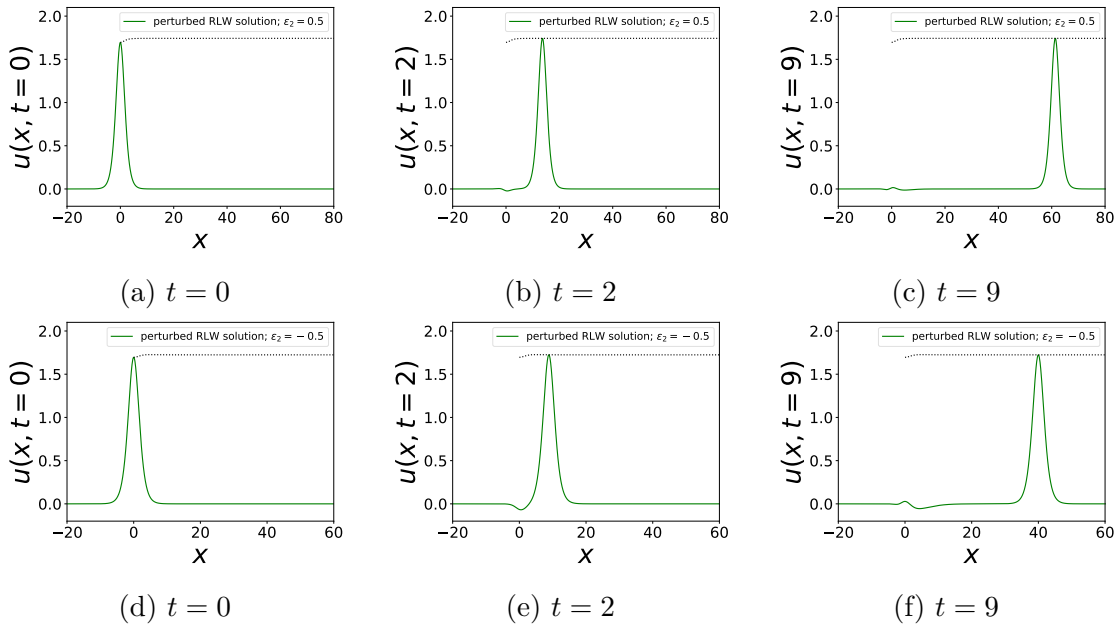 perturbed RLW solution; ε₂ = 0.5
u(x, t = 0)
2.0
1.5
1.0
0.5
0.0
−20 0 20 40 60 80
x
(a) t = 0
perturbed RLW solution; ε₂ = 0.5
u(x, t = 2)
2.0
1.5
1.0
0.5
0.0
−20 0 20 40 60 80
x
(b) t = 2
perturbed RLW solution; ε₂ = 0.5
u(x, t = 9)
2.0
1.5
1.0
0.5
0.0
−20 0 20 40 60 80
x
(c) t = 9
perturbed RLW solution; ε₂ = −0.5
u(x, t = 0)
2.0
1.5
1.0
0.5
0.0
−20 0 20 40 60
x
(d) t = 0
perturbed RLW solution; ε₂ = −0.5
u(x, t = 2)
2.0
1.5
1.0
0.5
0.0
−20 0 20 40 60
x
(e) t = 2
perturbed RLW solution; ε₂ = −0.5
u(x, t = 9)
2.0
1.5
1.0
0.5
0.0
−20 0 20 40 60
x
(f) t = 9